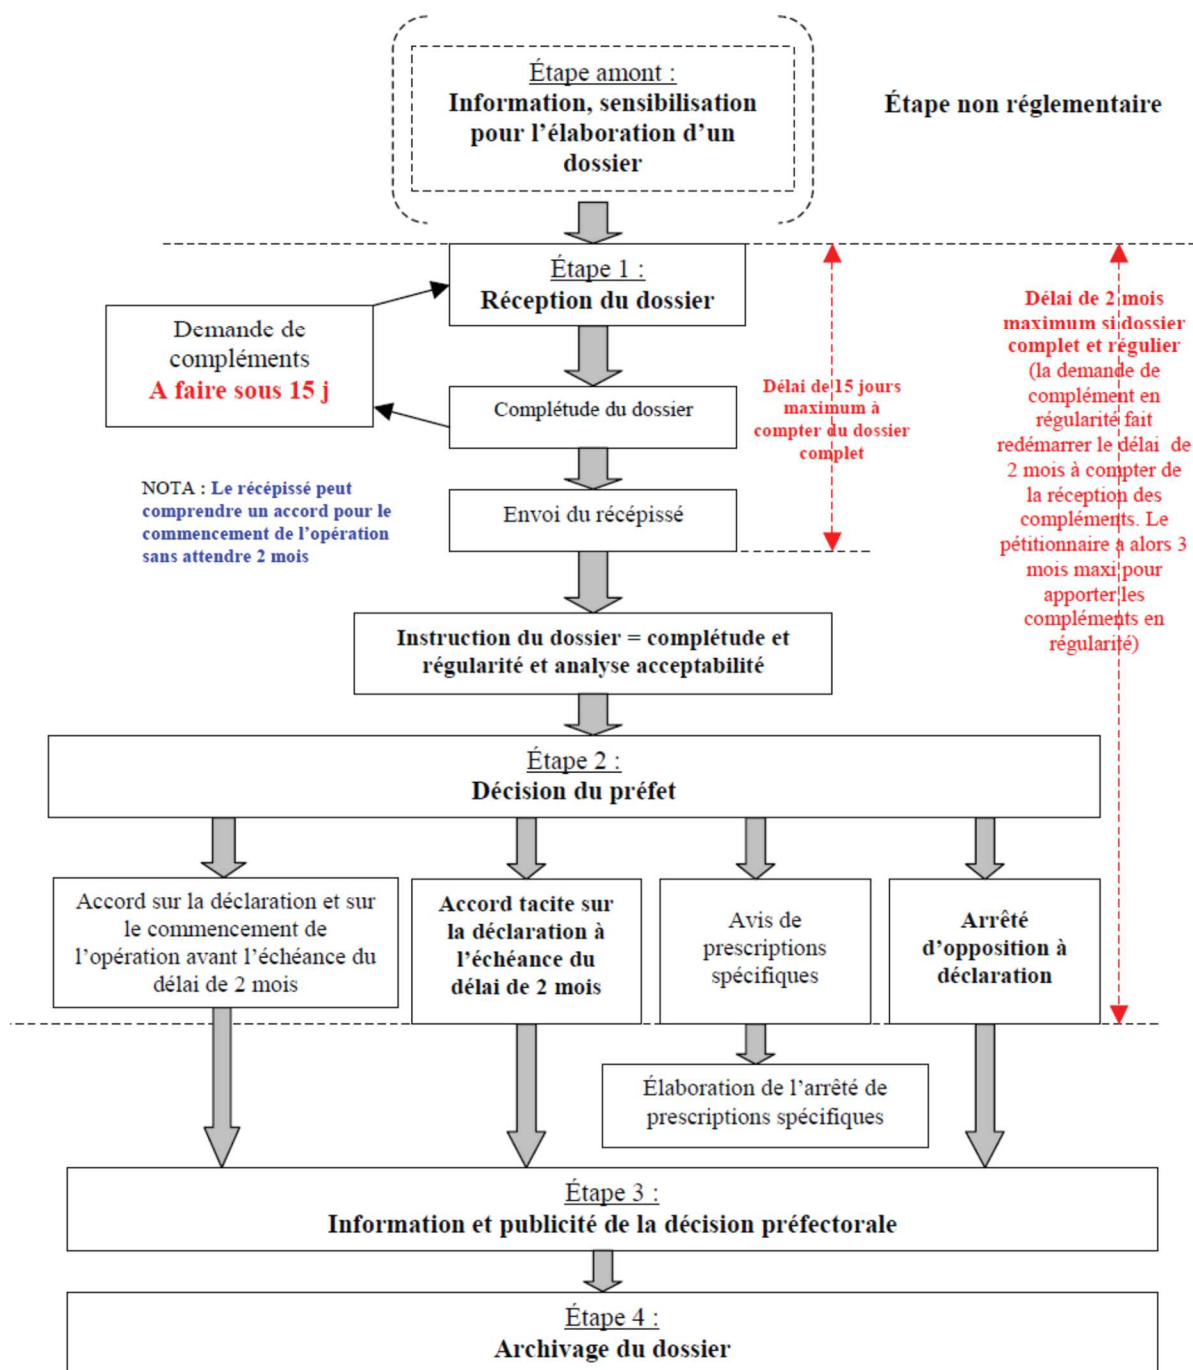 Étape amont :
Information, sensibilisation
pour l’élaboration d’un
dossier
Étape non réglementaire
Étape 1 :
Réception du dossier
Demande de
compléments
A faire sous 15 j
Complétude du dossier
Envoi du récépissé
NOTA : Le récépissé peut
comprendre un accord pour le
commencement de l’opération
sans attendre 2 mois
Délai de 15 jours
maximum à
compter du dossier
complet
Délai de 2 mois
maximum si dossier
complet et régulier
(la demande de
complément en
régularité fait
redémarrer le délai de
2 mois à compter de
la réception des
compléments. Le
pétitionnaire a alors 3
mois maxi pour
apporter les
compléments en
régularité)
Instruction du dossier = complétude et
régularité et analyse acceptabilité
Étape 2 :
Décision du préfet
Accord sur la déclaration et sur
le commencement de
l’opération avant l’échéance du
délai de 2 mois
Accord tacite sur
la déclaration à
l’échéance du
délai de 2 mois
Avis de
prescriptions
spécifiques
Arrêté
d’opposition à
déclaration
Élaboration de l’arrêté de
prescriptions spécifiques
Étape 3 :
Information et publicité de la décision préfectorale
Étape 4 :
Archivage du dossier